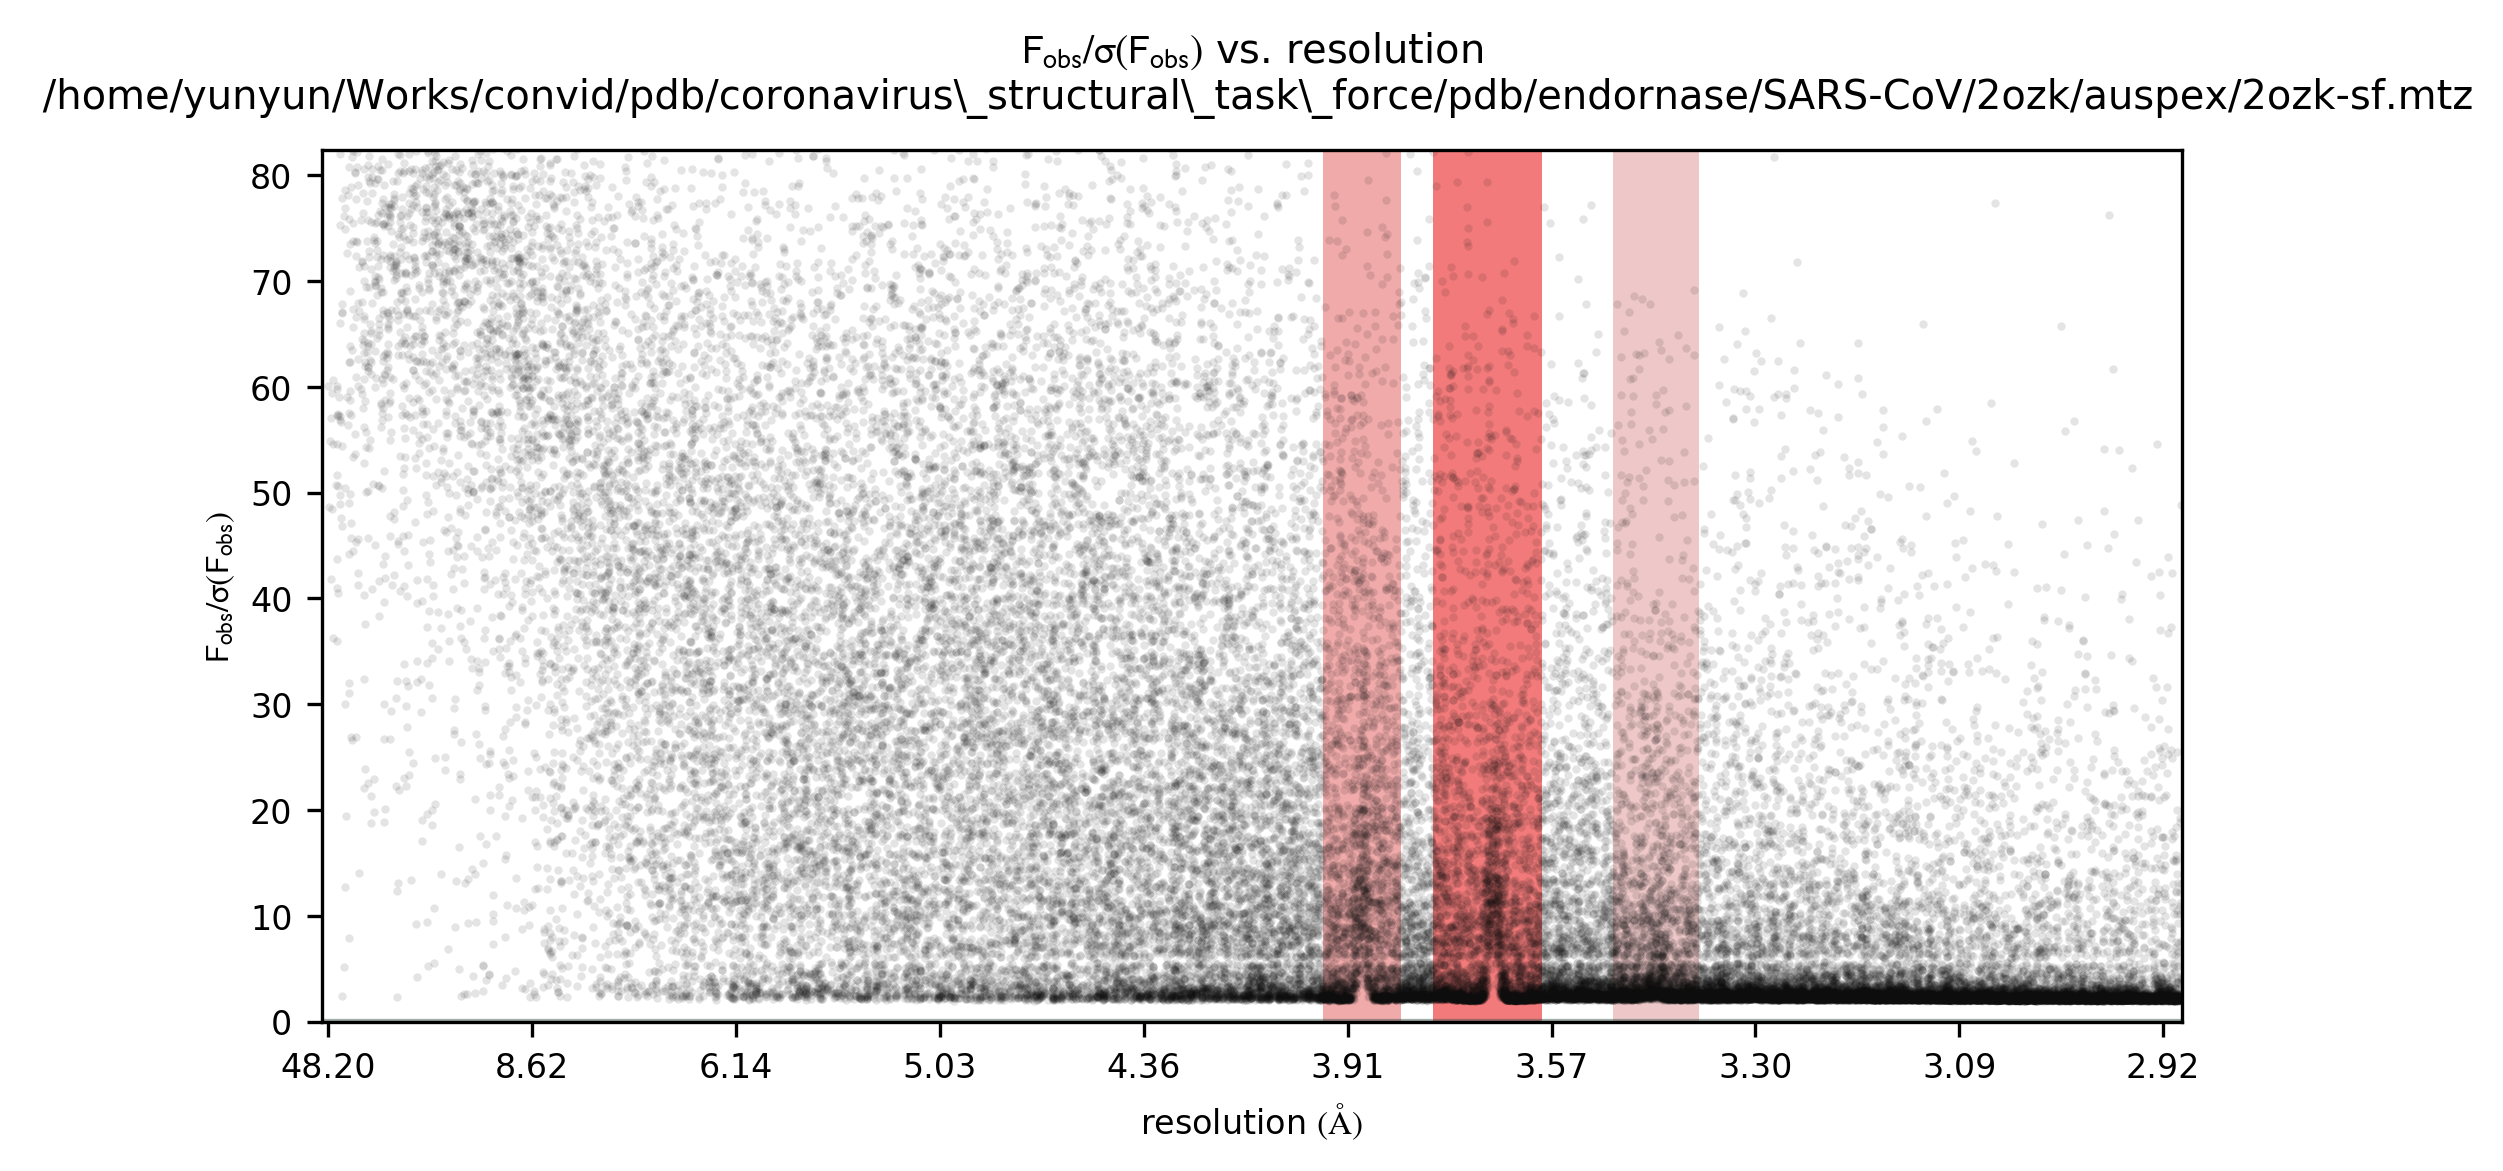 F_obs/σ(F_obs) vs. resolution
/home/yunyun/Works/convid/pdb/coronavirus\_structural\_task\_force/pdb/endornase/SARS-CoV/2ozk/auspex/2ozk-sf.mtz
80
70
60
50
40
30
20
10
0
F_obs/σ(F_obs)
48.20 8.62 6.14 5.03 4.36 3.91 3.57 3.30 3.09 2.92
resolution (Å)